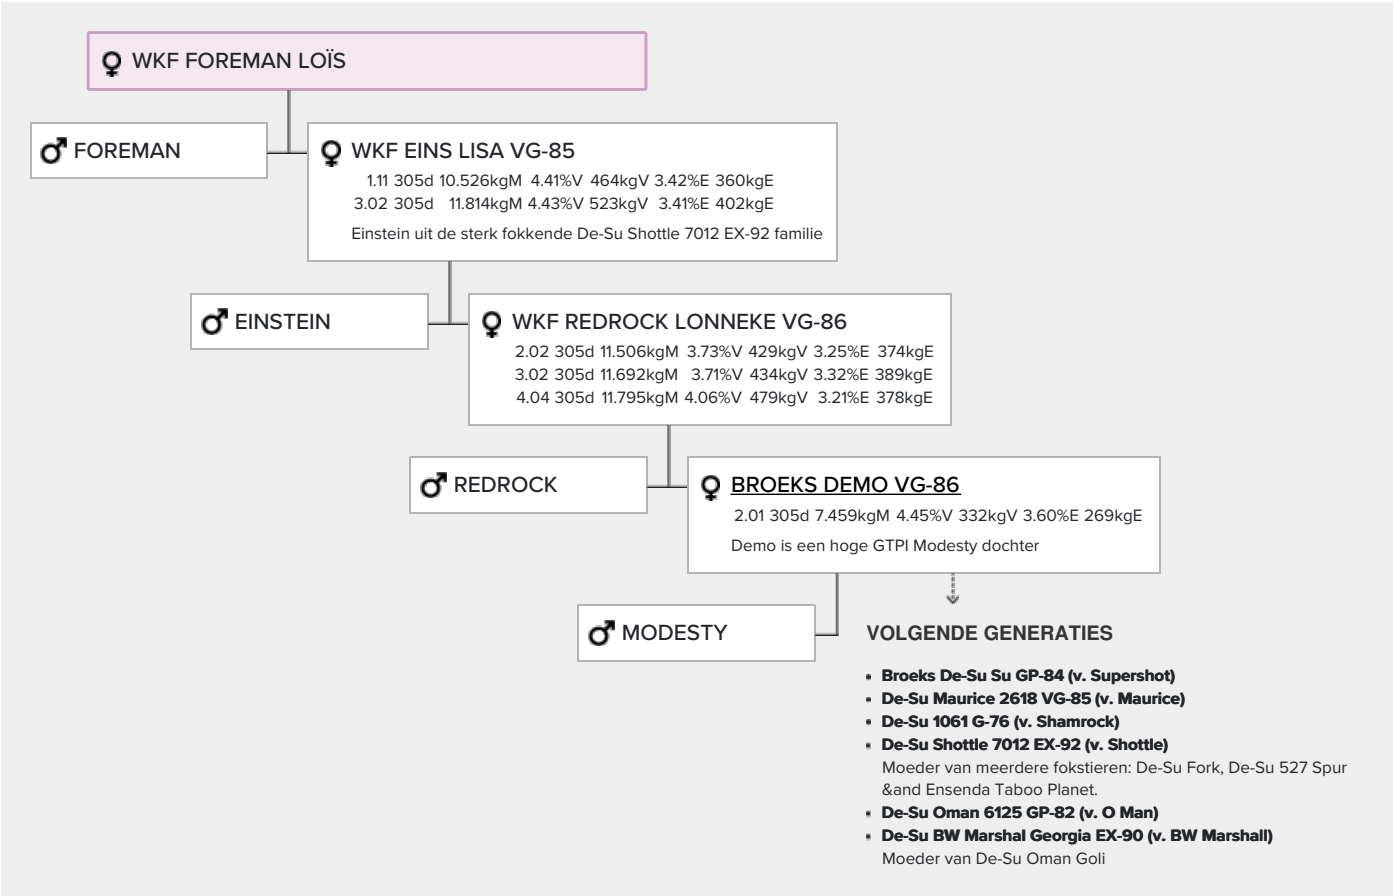 WKF FOREMAN LOÏS
FOREMAN
WKF EINS LISA VG-85
1.11 305d 10.526kgM 4.41%V 464kgV 3.42%E 360kgE
3.02 305d 11.814kgM 4.43%V 523kgV 3.41%E 402kgE
Einstein uit de sterk fokkende De-Su Shottle 7012 EX-92 familie
EINSTEIN
WKF REDROCK LONNEKE VG-86
2.02 305d 11.506kgM 3.73%V 429kgV 3.25%E 374kgE
3.02 305d 11.692kgM 3.71%V 434kgV 3.32%E 389kgE
4.04 305d 11.795kgM 4.06%V 479kgV 3.21%E 378kgE
REDROCK
BROEKS DEMO VG-86
2.01 305d 7.459kgM 4.45%V 332kgV 3.60%E 269kgE
Demo is een hoge GTPI Modesty dochter
MODESTY
VOLGENDE GENERATIES
• Broeks De-Su Su GP-84 (v. Supershot)
• De-Su Maurice 2618 VG-85 (v. Maurice)
• De-Su 1061 G-76 (v. Shamrock)
• De-Su Shottle 7012 EX-92 (v. Shottle)
Moeder van meerdere fokstieren: De-Su Fork, De-Su 527 Spur
&and Ensenda Taboo Planet.
• De-Su Oman 6125 GP-82 (v. O Man)
• De-Su BW Marshal Georgia EX-90 (v. BW Marshall)
Moeder van De-Su Oman Goli